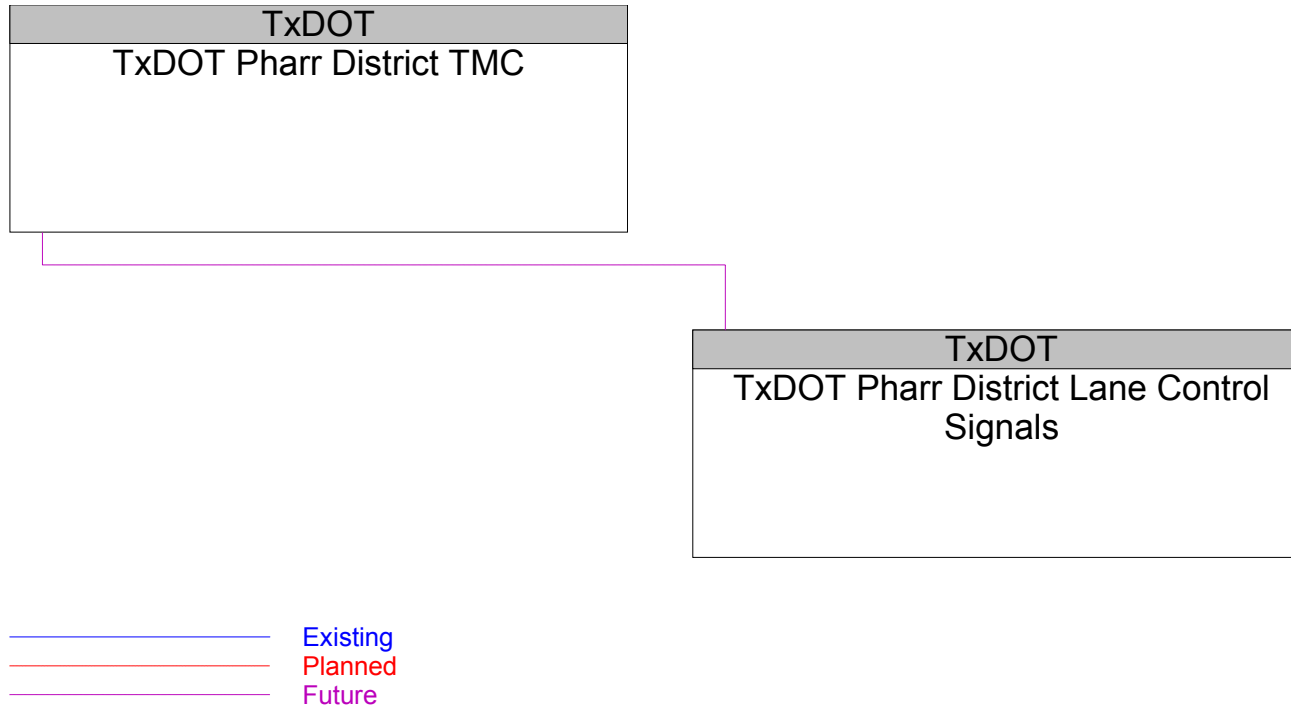 TxDOT
TxDOT Pharr District TMC
TxDOT
TxDOT Pharr District Lane Control
Signals
Existing
Planned
Future